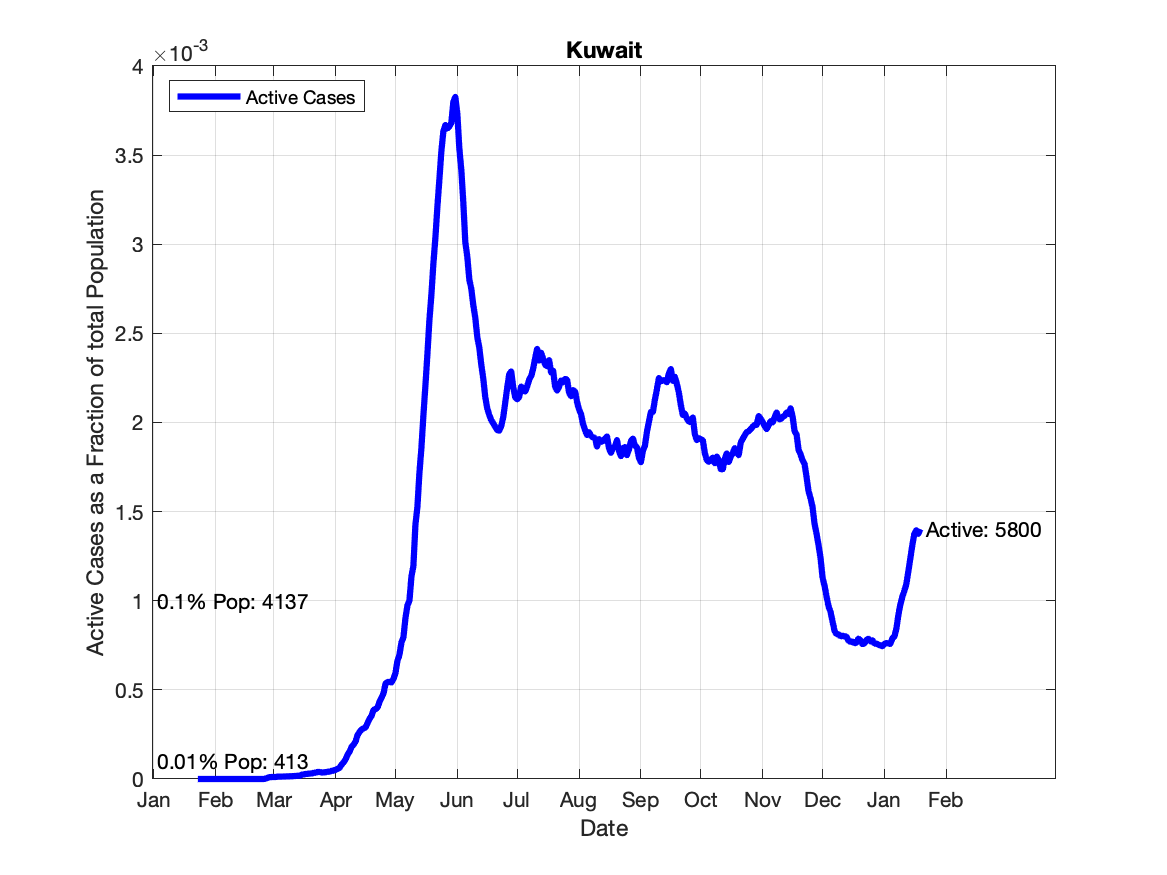 Kuwait
×10-3
4
3.5
3
2.5
2
1.5
1
0.5
0
Active Cases
Active Cases as a Fraction of total Population
Active: 5800
0.1% Pop: 4137
0.01% Pop: 413
Jan Feb Mar Apr May Jun Jul Aug Sep Oct Nov Dec Jan Feb
Date